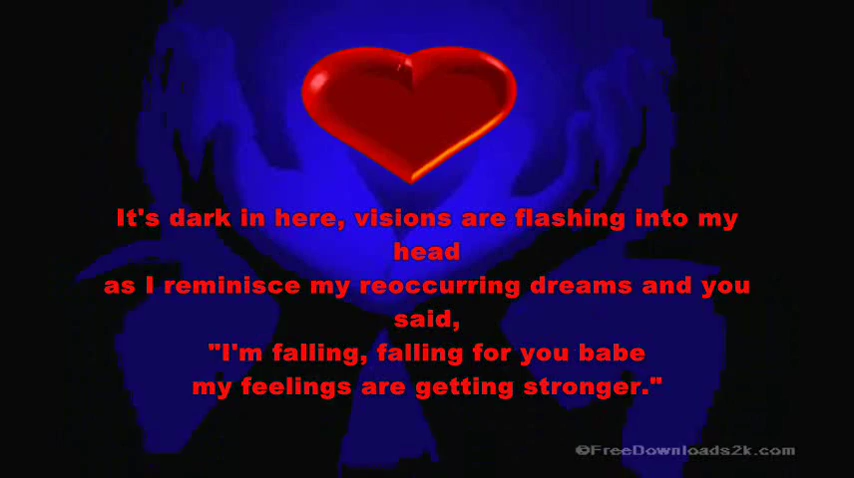 It's dark in here, visions are flashing into my
head
as I reminisce my reoccurring dreams and you
said,
"I'm falling, falling for you babe
my feelings are getting stronger."
©FreeDownloads2k.com